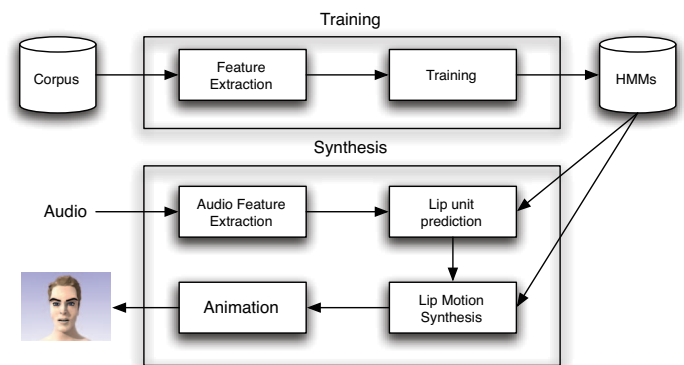 Training
Corpus
Feature
Extraction
Training
HMMs
Synthesis
Audio
Audio Feature
Extraction
Lip unit
prediction
Animation
Lip Motion
Synthesis